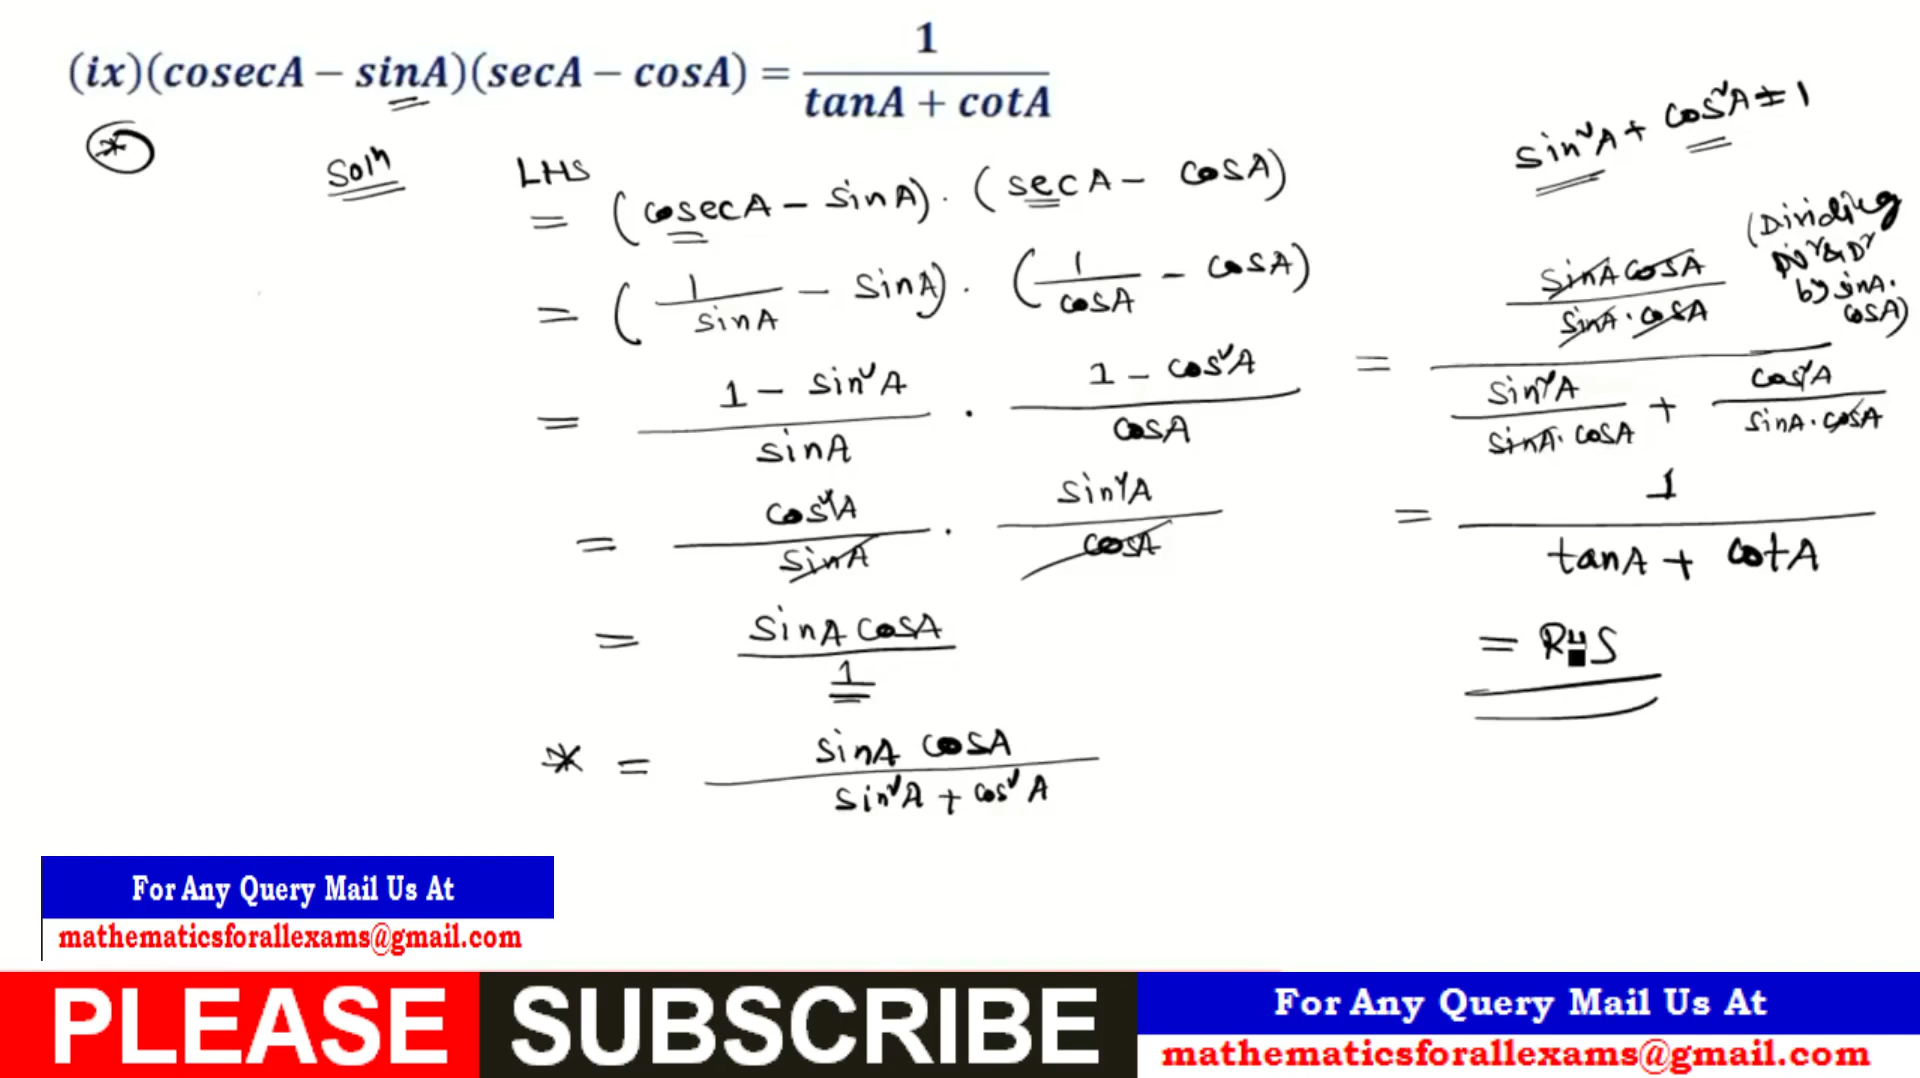 (ix)(cosecA − sinA)(secA − cosA) = 1 / (tanA + cotA)
*
Solⁿ
LHS
= (cosecA − sinA) . (secA − cosA)
= (1/sinA − sinA) . (1/cosA − cosA)
= (1 − sin²A)/sinA . (1 − cos²A)/cosA
= cos²A/sinA . sin²A/cosA
= sinA cosA / 1
* = sinA cosA / (sin²A + cos²A)
sin²A + cos²A = 1
= (sinA cosA / sinA . cosA) / (sin²A / sinA . cosA + cos²A / sinA . cosA)
(Dividing
Nʳ & Dʳ
by sinA.
cosA)
= 1 / (tanA + cotA)
= RHS
For Any Query Mail Us At
mathematicsforallexams@gmail.com
PLEASE SUBSCRIBE
For Any Query Mail Us At
mathematicsforallexams@gmail.com